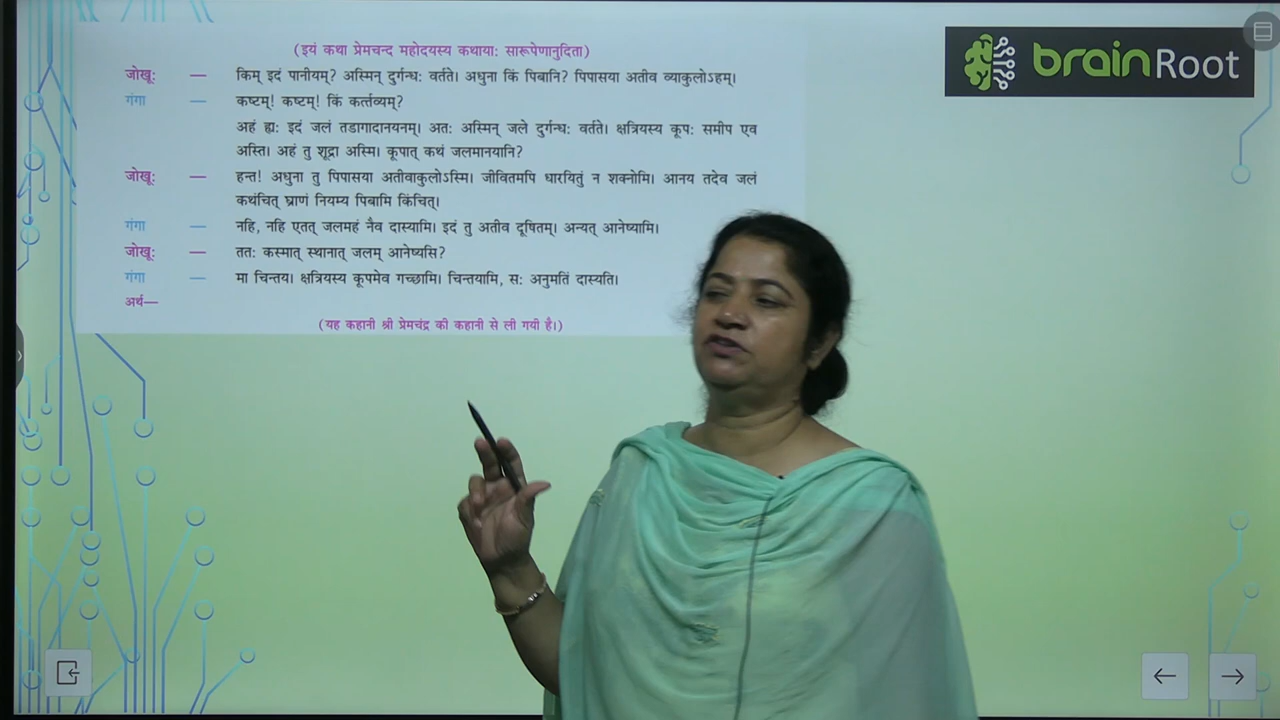 (इयं कथा प्रेमचन्द महोदयस्य कथाया: सारूपेणानुदिता)
brainRoot
जोखू: — किम् इदं पानीयम्? अस्मिन् दुर्गन्ध: वर्तते। अधुना किं पिबानि? पिपासया अतीव व्याकुलोऽहम्।
गंगा — कष्टम्! कष्टम्! किं कर्त्तव्यम्?
अहं ह्य: इदं जलं तडागादानयनम्। अत: अस्मिन् जले दुर्गन्ध: वर्तते। क्षत्रियस्य कूप: समीप एव
अस्ति। अहं तु शूद्रा अस्मि। कूपात् कथं जलमानयानि?
जोखू: — हन्त! अधुना तु पिपासया अतीवाकुलोऽस्मि। जीवितमपि धारयितुं न शक्नोमि। आनय तदेव जलं
कथंचित् घ्राणं नियम्य पिबामि किंचित्।
गंगा — नहि, नहि एतत् जलमहं नैव दास्यामि। इदं तु अतीव दूषितम्। अन्यत् आनेष्यामि।
जोखू: — तत: कस्मात् स्थानात् जलम् आनेष्यसि?
गंगा — मा चिन्तय। क्षत्रियस्य कूपमेव गच्छामि। चिन्तयामि, स: अनुमतिं दास्यति।
अर्थ—
(यह कहानी श्री प्रेमचंद्र की कहानी से ली गयी है।)